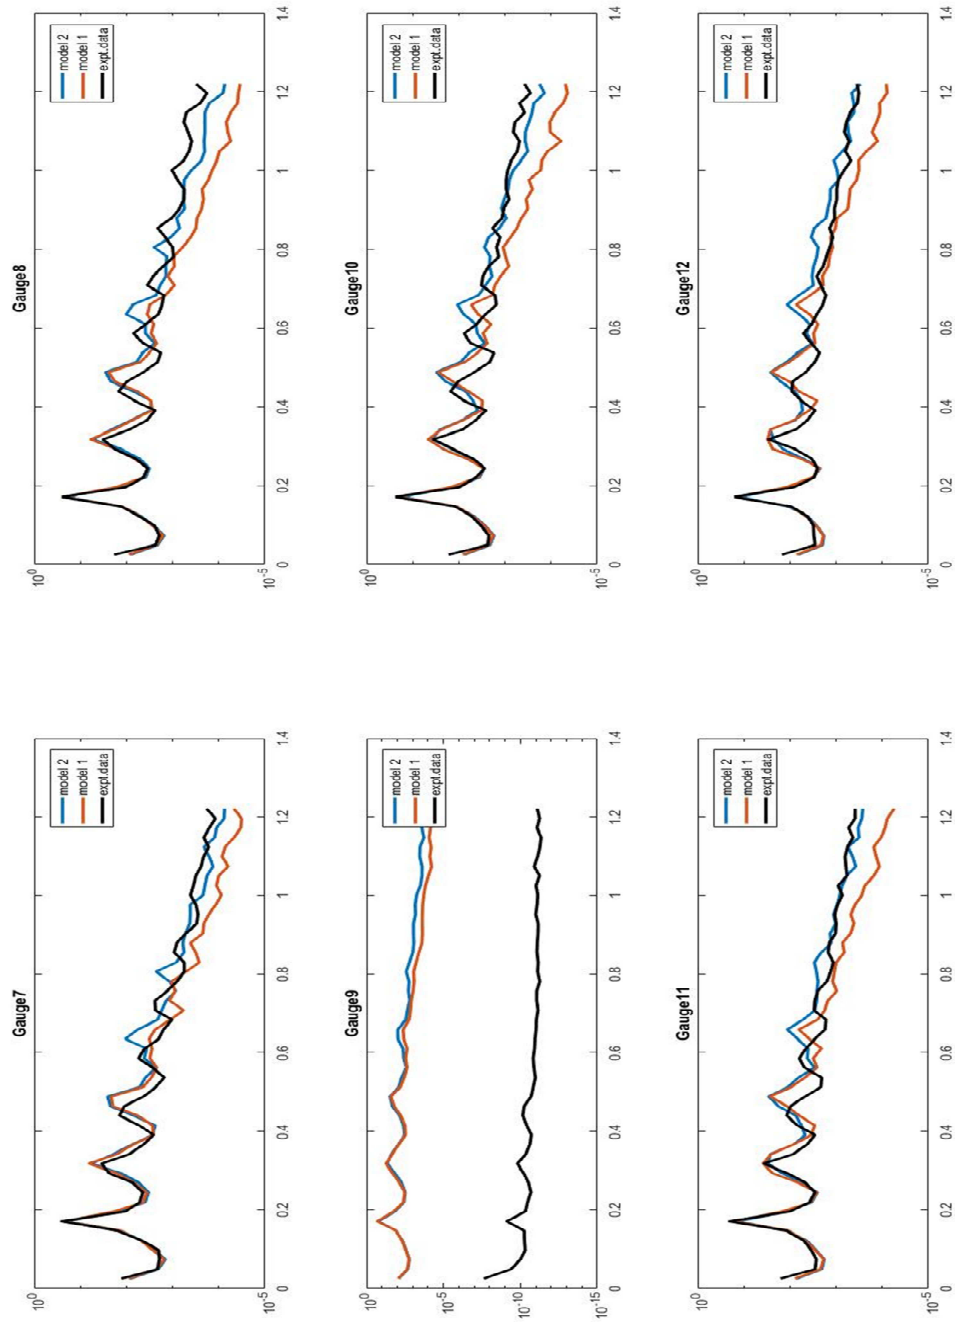 Gauge7
10^0
10^-5
0 0.2 0.4 0.6 0.8 1 1.2 1.4
model 2
model 1
expt.data
Gauge8
10^0
10^-5
0 0.2 0.4 0.6 0.8 1 1.2 1.4
model 2
model 1
expt.data
Gauge9
10^0
10^-5
10^-10
10^-15
0 0.2 0.4 0.6 0.8 1 1.2 1.4
model 2
model 1
expt.data
Gauge10
10^0
10^-5
0 0.2 0.4 0.6 0.8 1 1.2 1.4
model 2
model 1
expt.data
Gauge11
10^0
10^-5
0 0.2 0.4 0.6 0.8 1 1.2 1.4
model 2
model 1
expt.data
Gauge12
10^0
10^-5
0 0.2 0.4 0.6 0.8 1 1.2 1.4
model 2
model 1
expt.data